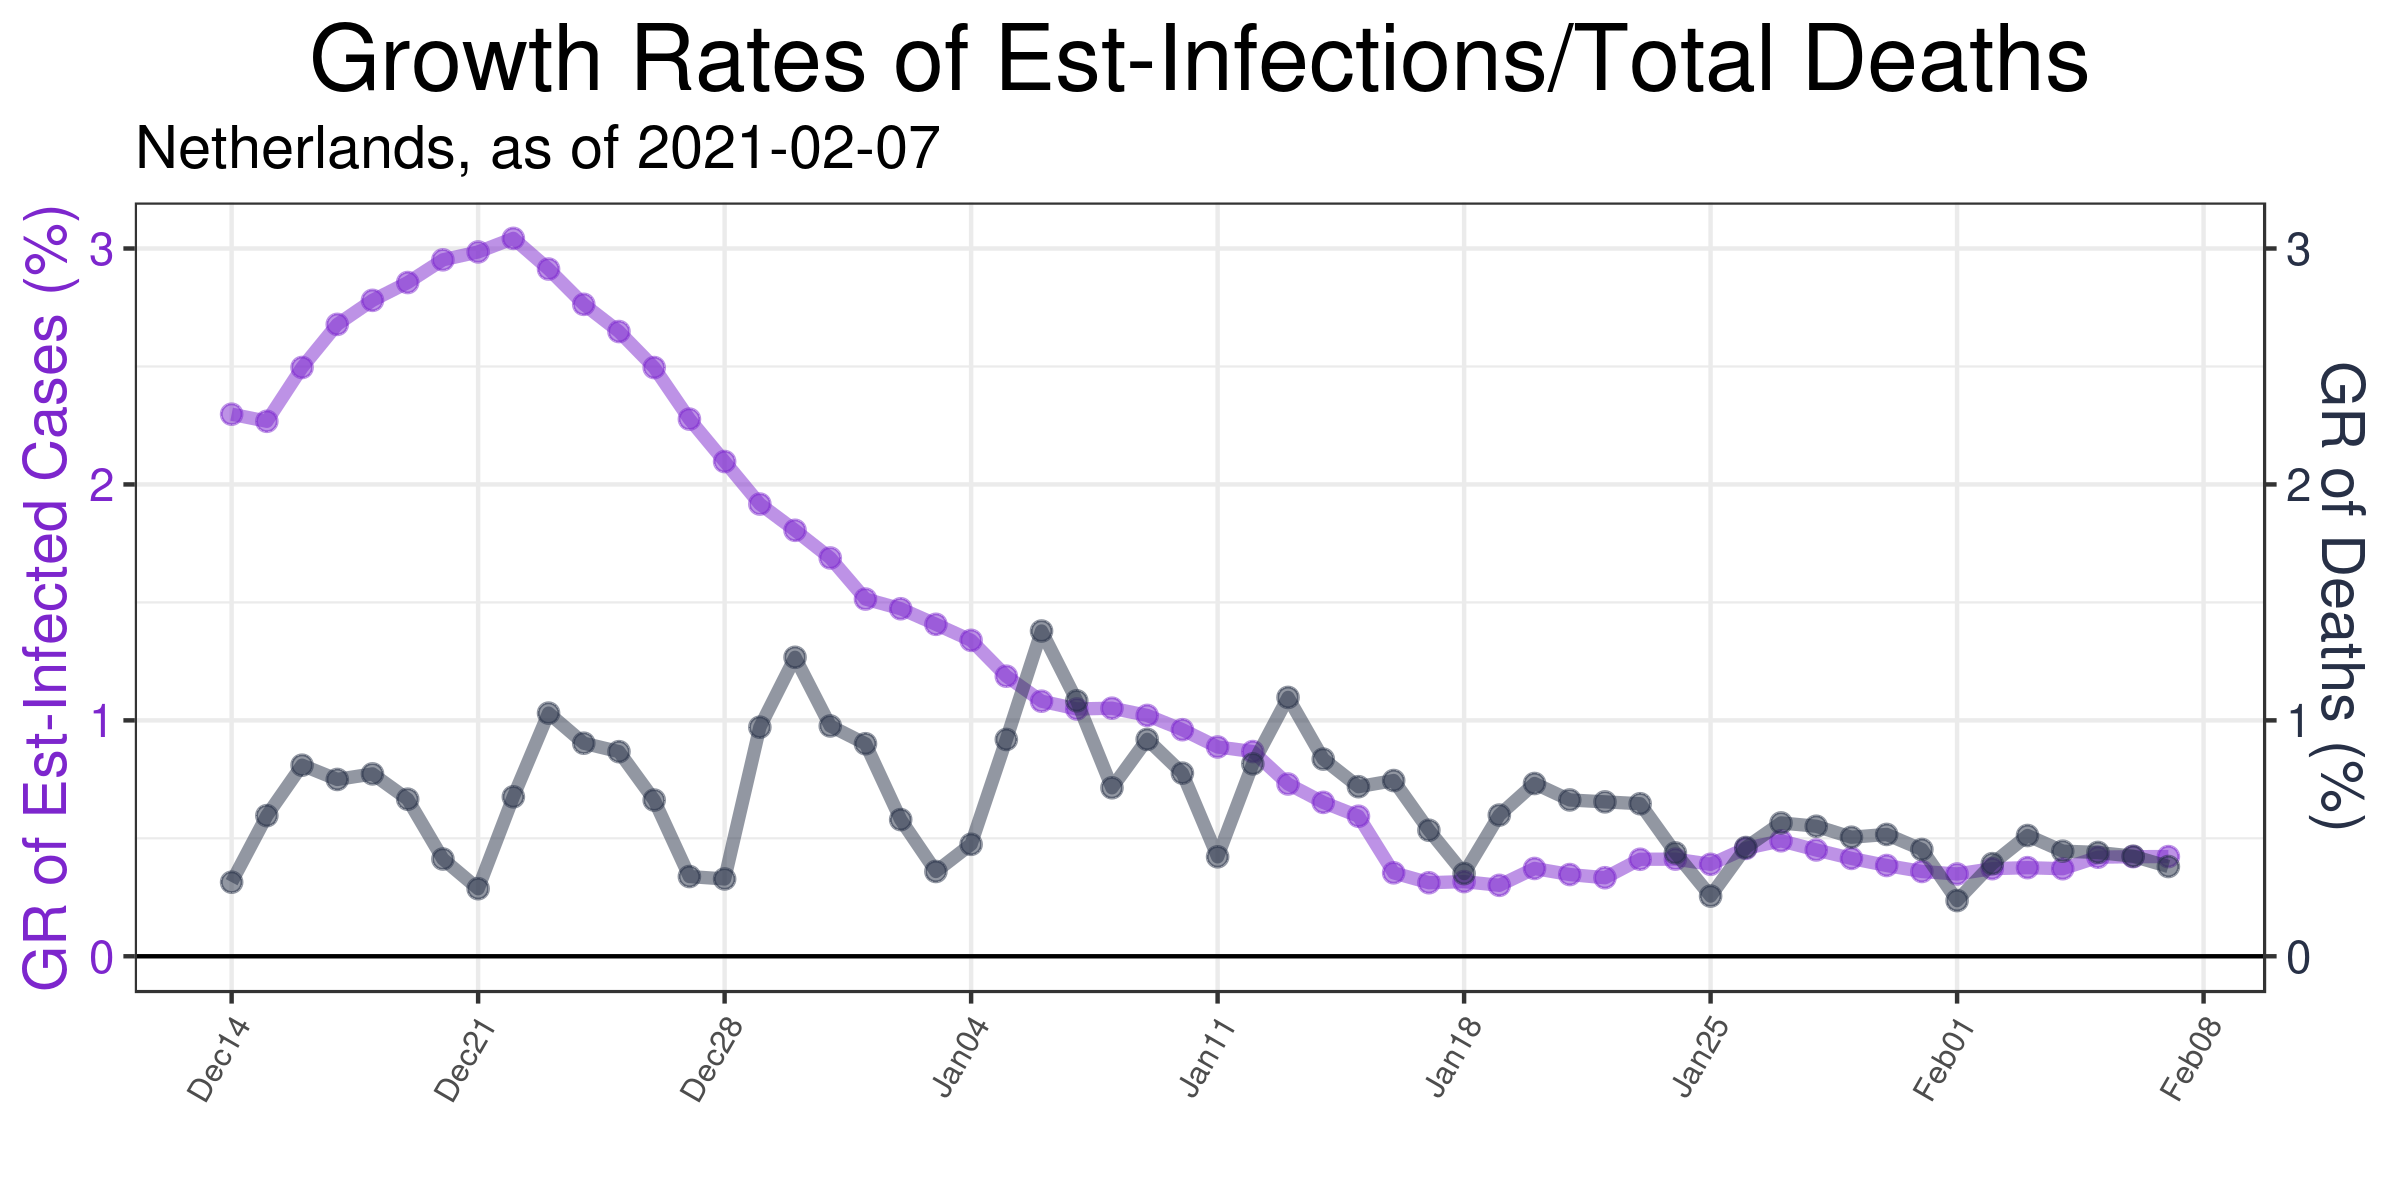 Growth Rates of Est-Infections/Total Deaths
Netherlands, as of 2021-02-07
GR of Est-Infected Cases (%)
3
2
1
0
3
2
1
0
GR of Deaths (%)
Dec14
Dec21
Dec28
Jan04
Jan11
Jan18
Jan25
Feb01
Feb08